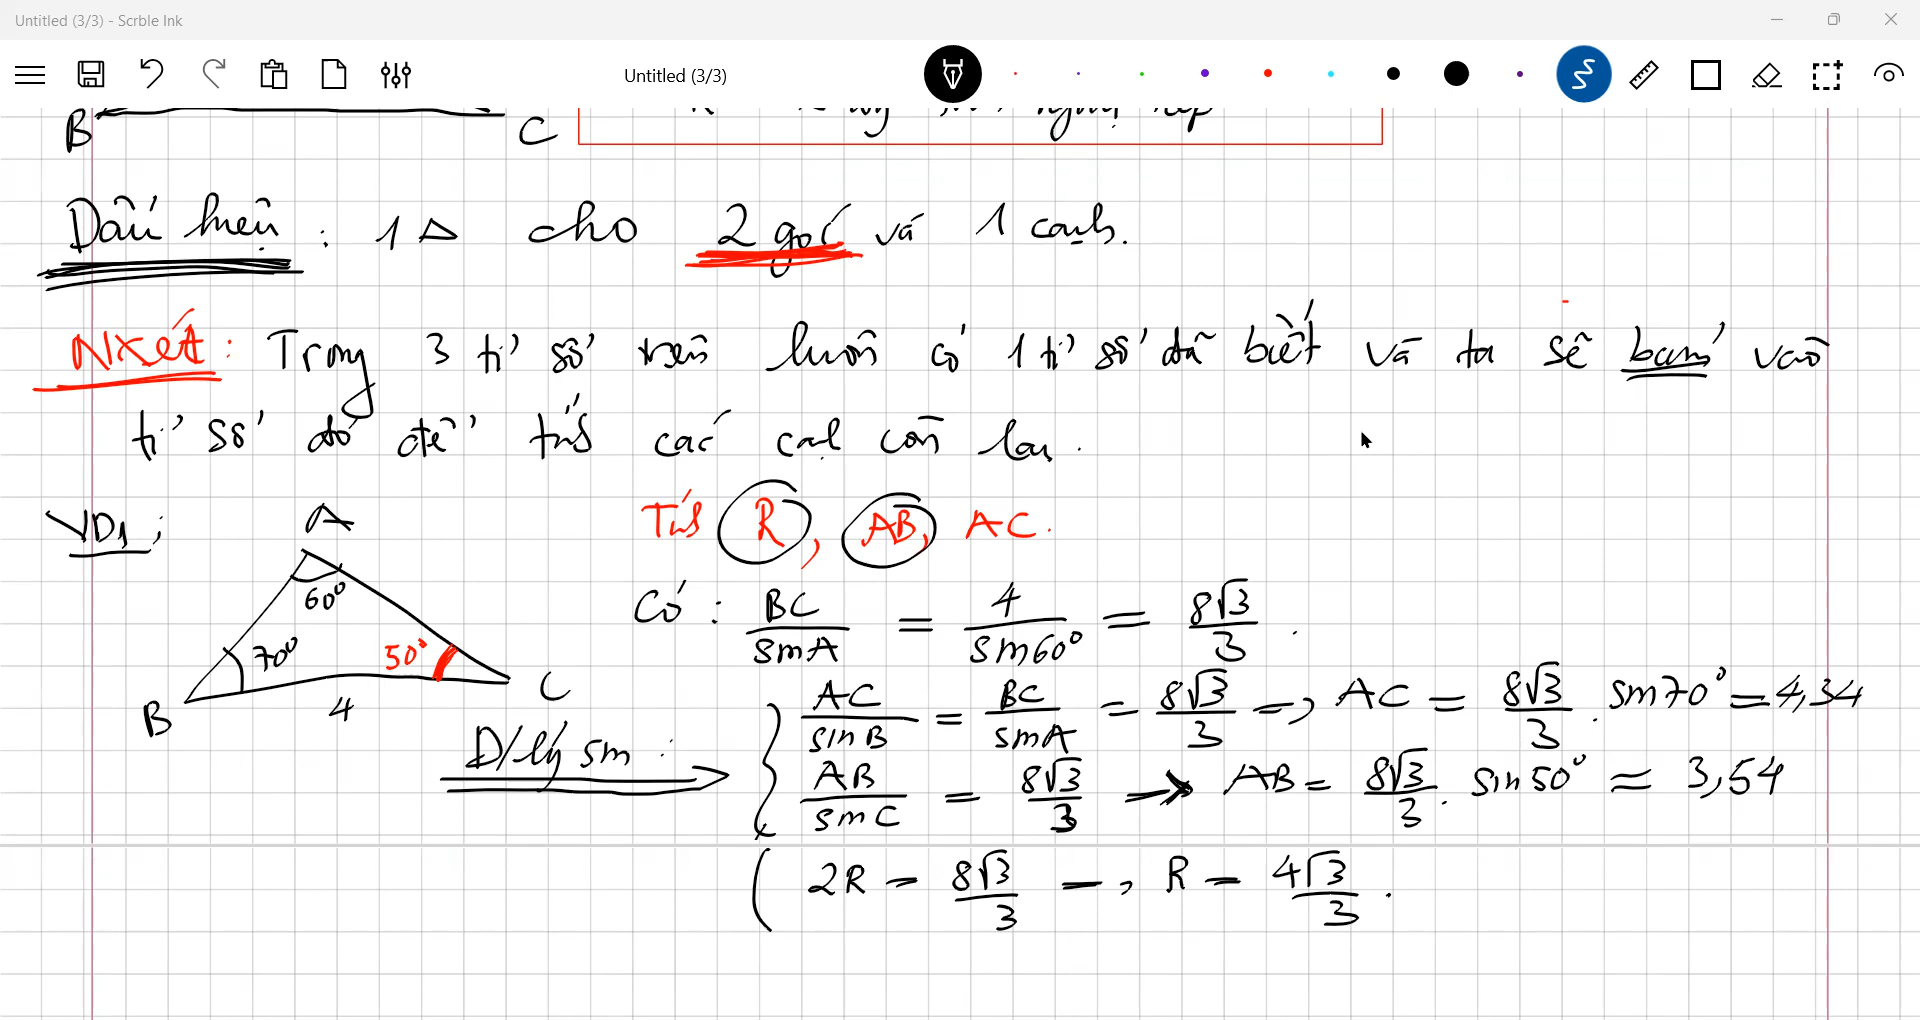 Untitled (3/3) - Scrble Ink
Untitled (3/3)
B C
Dấu hiệu : 1 Δ cho 2 góc và 1 cạnh.
N xét : Trong 3 tỉ số trên luôn có 1 tỉ số đã biết và ta sẽ bám vào
tỉ số đó để tính các cạnh còn lại.
VD1 :
A
60°
70°
50°
B
4
C
Tính R, AB, AC.
Có : BC/sinA = 4/sin60° = 8√3/3 .
Đ/lý sin :
AC/sinB = BC/sinA = 8√3/3 => AC = 8√3/3 . sin70° = 4,34
AB/sinC = 8√3/3 → AB = 8√3/3 . sin50° ≈ 3,54
2R = 8√3/3 → R = 4√3/3 .